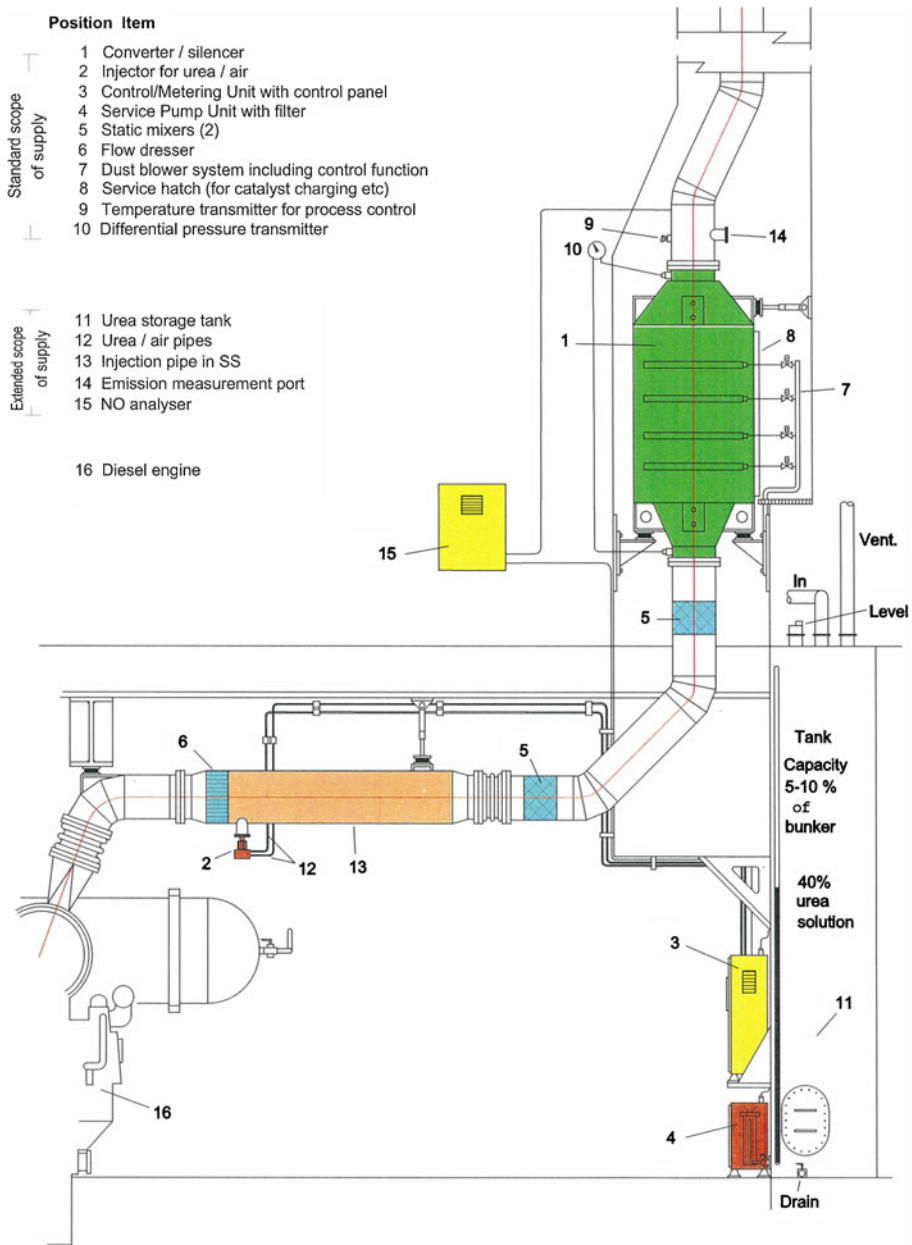 Position Item
Standard scope
of supply
1 Converter / silencer
2 Injector for urea / air
3 Control/Metering Unit with control panel
4 Service Pump Unit with filter
5 Static mixers (2)
6 Flow dresser
7 Dust blower system including control function
8 Service hatch (for catalyst charging etc)
9 Temperature transmitter for process control
10 Differential pressure transmitter
Extended scope
of supply
11 Urea storage tank
12 Urea / air pipes
13 Injection pipe in SS
14 Emission measurement port
15 NO analyser
16 Diesel engine
9
14
10
1
8
7
15
Vent.
In
Level
5
6
5
Tank
Capacity
5-10 %
of
bunker
2
12
13
40%
urea
solution
3
11
16
4
Drain